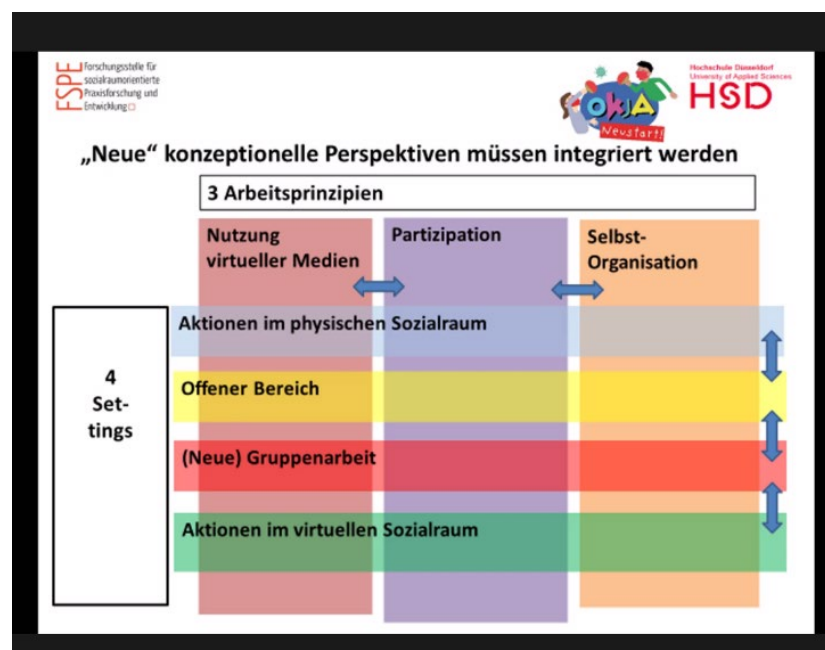 FSPE
Forschungsstelle für
sozialraumorientierte
Praxisforschung und
Entwicklung
OKJA
Neustart!
Hochschule Düsseldorf
University of Applied Sciences
HSD
„Neue“ konzeptionelle Perspektiven müssen integriert werden
3 Arbeitsprinzipien
Nutzung
virtueller Medien
Partizipation
Selbst-
Organisation
4
Set-
tings
Aktionen im physischen Sozialraum
Offener Bereich
(Neue) Gruppenarbeit
Aktionen im virtuellen Sozialraum